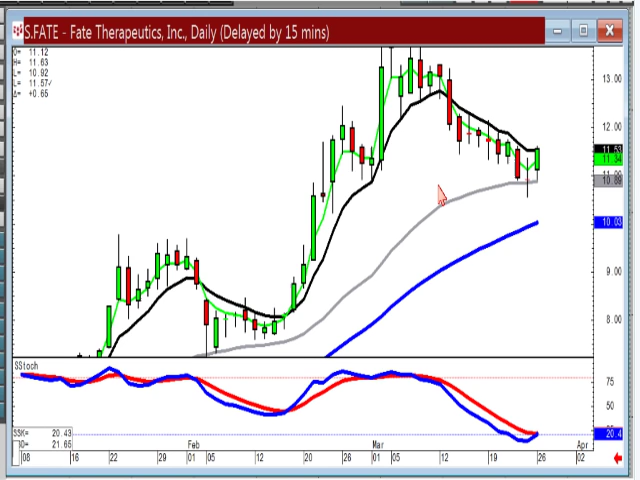 S.FATE - Fate Therapeutics, Inc., Daily (Delayed by 15 mins)
O= 11.12
H= 11.63
L= 10.92
L= 11.57
Δ= +0.65
13.00
12.00
11.53
11.34
10.89
10.03
9.00
8.00
SStoch
75
50
20.4
SSK= 20.43
D= 21.65
Feb Mar Apr
08 16 22 29 01 05 12 20 26 01 05 12 19 26 02